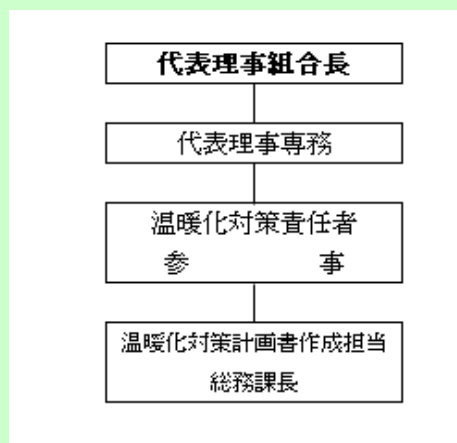 代表理事組合長
代表理事専務
温暖化対策責任者
参　　　　　事
温暖化対策計画書作成担当
総務課長